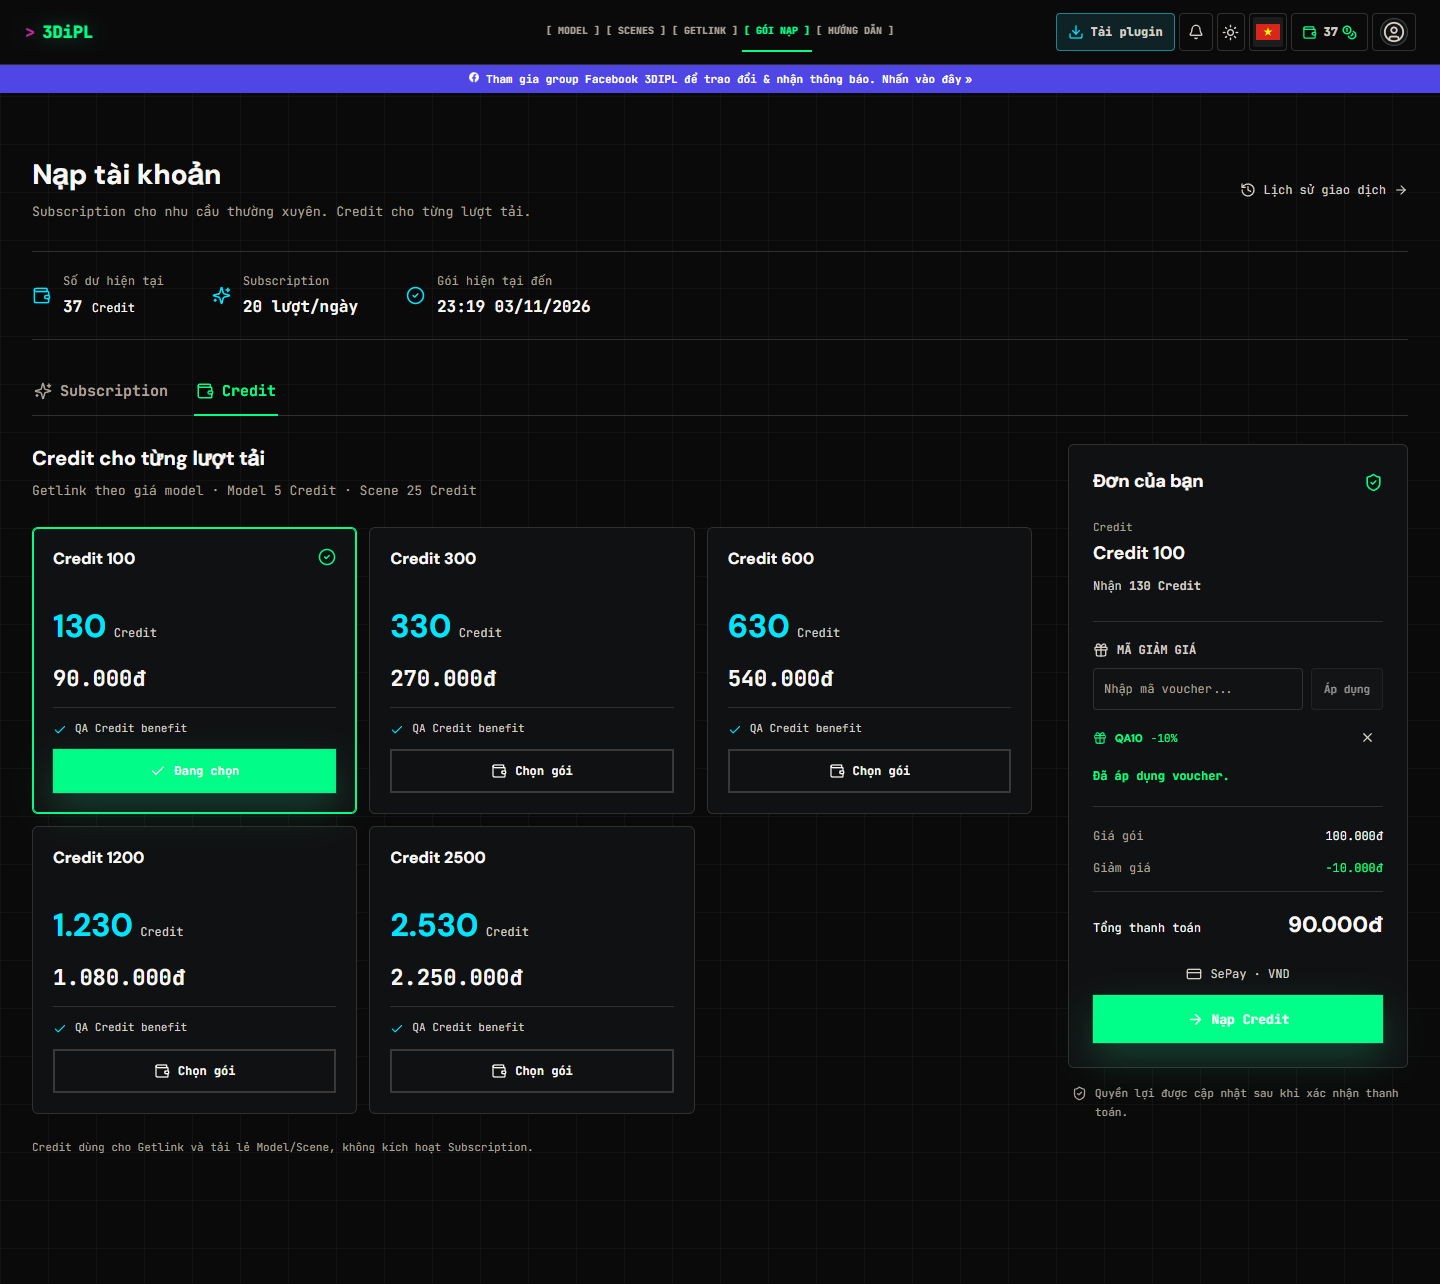 > 3DiPL
[ MODEL ] [ SCENES ] [ GETLINK ] [ GÓI NẠP ] [ HƯỚNG DẪN ]
Tải plugin
37
Tham gia group Facebook 3DIPL để trao đổi & nhận thông báo. Nhấn vào đây »
Nạp tài khoản
Subscription cho nhu cầu thường xuyên. Credit cho từng lượt tải.
Lịch sử giao dịch →
Số dư hiện tại
37 Credit
Subscription
20 lượt/ngày
Gói hiện tại đến
23:19 03/11/2026
Subscription
Credit
Credit cho từng lượt tải
Getlink theo giá model · Model 5 Credit · Scene 25 Credit
Credit 100
130 Credit
90.000đ
QA Credit benefit
Đang chọn
Credit 300
330 Credit
270.000đ
QA Credit benefit
Chọn gói
Credit 600
630 Credit
540.000đ
QA Credit benefit
Chọn gói
Credit 1200
1.230 Credit
1.080.000đ
QA Credit benefit
Chọn gói
Credit 2500
2.530 Credit
2.250.000đ
QA Credit benefit
Chọn gói
Credit dùng cho Getlink và tải lẻ Model/Scene, không kích hoạt Subscription.
Đơn của bạn
Credit
Credit 100
Nhận 130 Credit
MÃ GIẢM GIÁ
Nhập mã voucher...
Áp dụng
QA10 -10%
Đã áp dụng voucher.
Giá gói 100.000đ
Giảm giá -10.000đ
Tổng thanh toán 90.000đ
SePay · VND
→ Nạp Credit
Quyền lợi được cập nhật sau khi xác nhận thanh
toán.